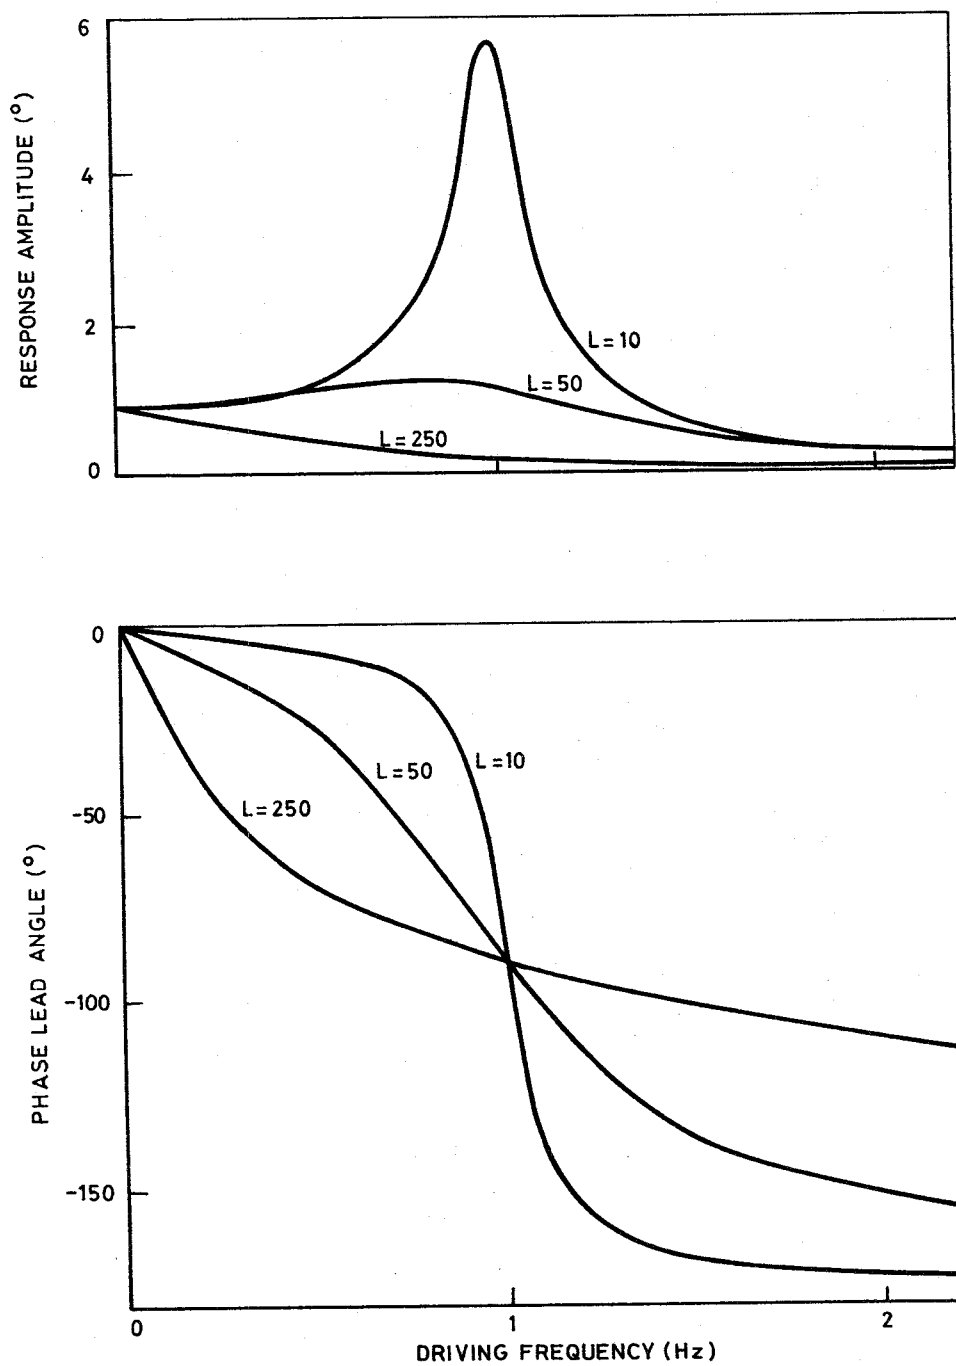 6
4
2
0
RESPONSE AMPLITUDE (°)
L=10
L=50
L=250
0
-50
-100
-150
PHASE LEAD ANGLE (°)
L=10
L=50
L=250
0
1
2
DRIVING FREQUENCY (Hz)